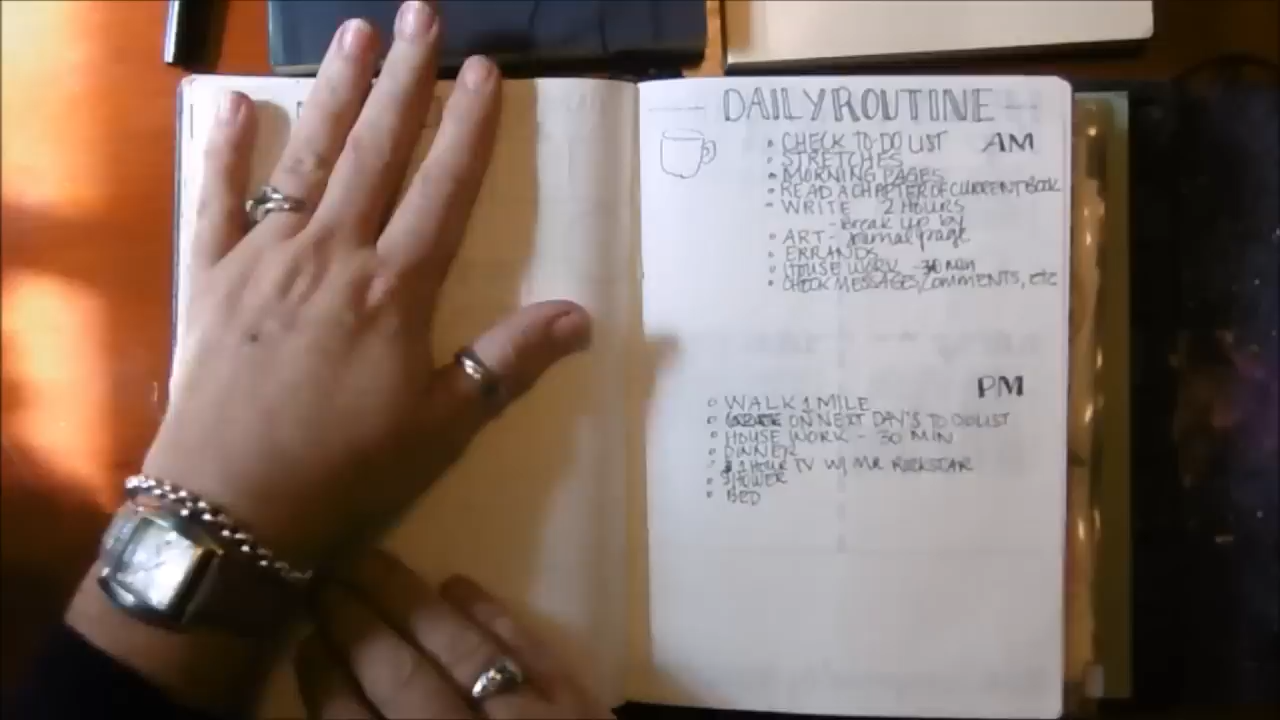 DAILY ROUTINE
AM
• CHECK TO DO LIST
• STRETCHES
• MORNING PAGES
• READ A CHAPTER OF CURRENT BOOK
• WRITE 2 HOURS
- Break up by
• ART - Journal page
• ERRANDS
• HOUSE WORK - 30 MIN
• CHECK MESSAGES, COMMENTS, etc
PM
• WALK 1 MILE
• ON NEXT DAY'S TO DO LIST
• HOUSE WORK - 30 MIN
• DINNER
• 1 HOUR TV W/ MR ROCKSTAR
• SHOWER
• BED